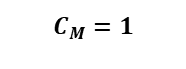 C_M = 1